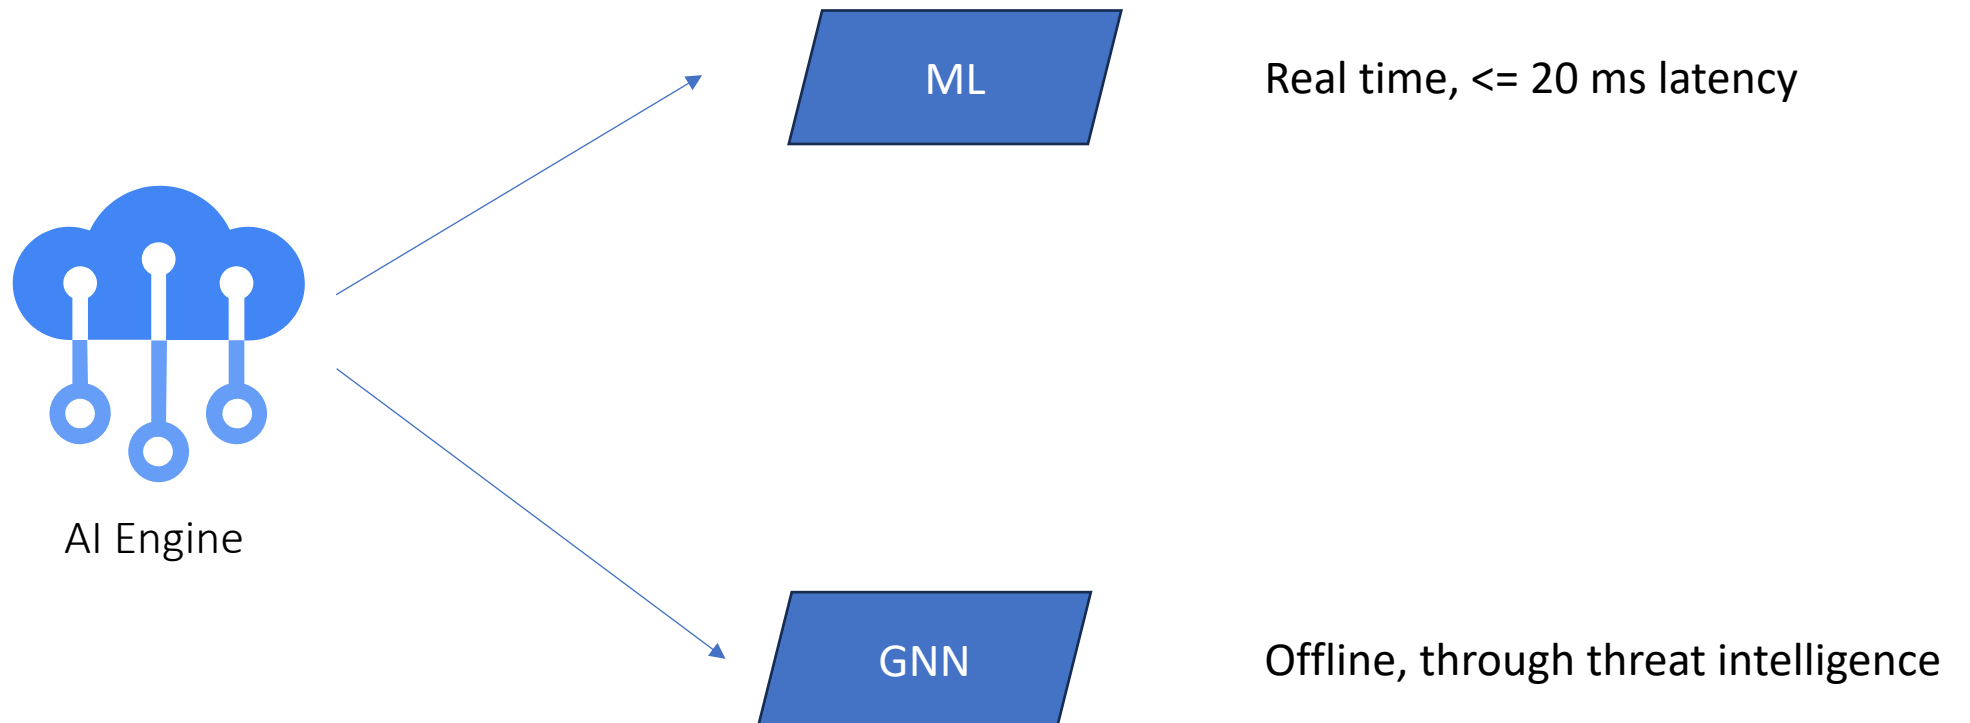 ML
Real time, <= 20 ms latency
AI Engine
GNN
Offline, through threat intelligence